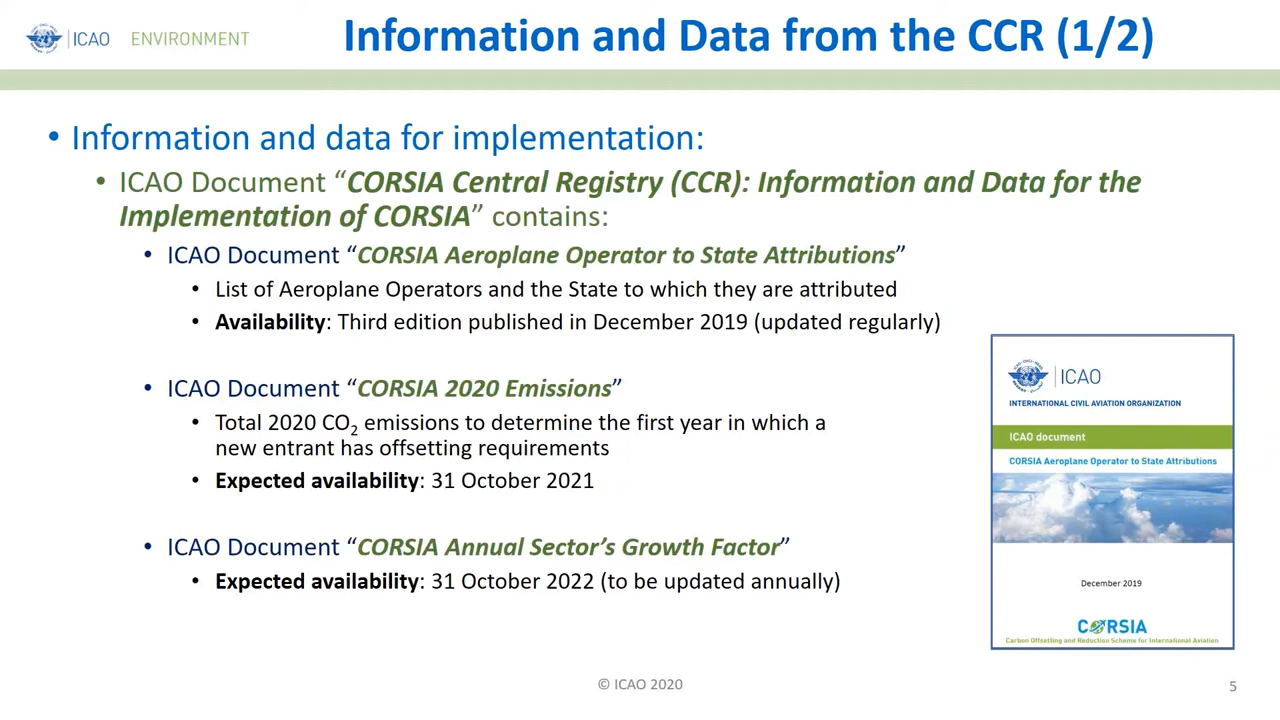 ICAO ENVIRONMENT
Information and Data from the CCR (1/2)
• Information and data for implementation:
• ICAO Document “CORSIA Central Registry (CCR): Information and Data for the
Implementation of CORSIA” contains:
• ICAO Document “CORSIA Aeroplane Operator to State Attributions”
• List of Aeroplane Operators and the State to which they are attributed
• Availability: Third edition published in December 2019 (updated regularly)
• ICAO Document “CORSIA 2020 Emissions”
• Total 2020 CO₂ emissions to determine the first year in which a
new entrant has offsetting requirements
• Expected availability: 31 October 2021
• ICAO Document “CORSIA Annual Sector’s Growth Factor”
• Expected availability: 31 October 2022 (to be updated annually)
ICAO
INTERNATIONAL CIVIL AVIATION ORGANIZATION
ICAO document
CORSIA Aeroplane Operator to State Attributions
December 2019
CORSIA
Carbon Offsetting and Reduction Scheme for International Aviation
© ICAO 2020
5